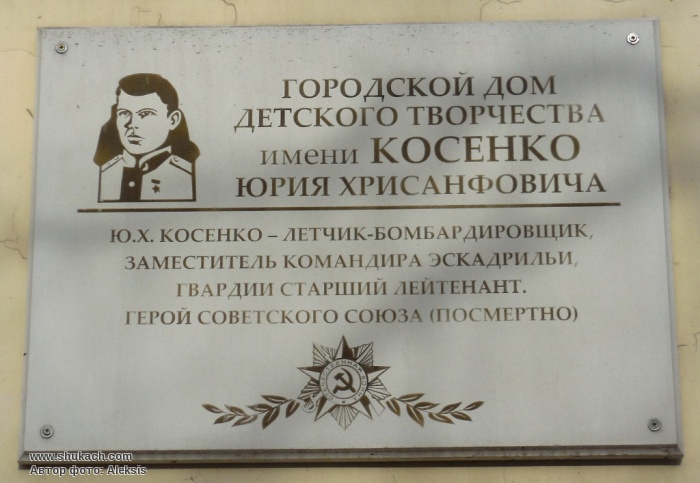 ГОРОДСКОЙ ДОМ
ДЕТСКОГО ТВОРЧЕСТВА
имени КОСЕНКО
ЮРИЯ ХРИСАНФОВИЧА
Ю.Х. КОСЕНКО – ЛЕТЧИК-БОМБАРДИРОВЩИК,
ЗАМЕСТИТЕЛЬ КОМАНДИРА ЭСКАДРИЛЬИ,
ГВАРДИИ СТАРШИЙ ЛЕЙТЕНАНТ.
ГЕРОЙ СОВЕТСКОГО СОЮЗА (ПОСМЕРТНО)
www.shukach.com
Автор фото: Aleksis